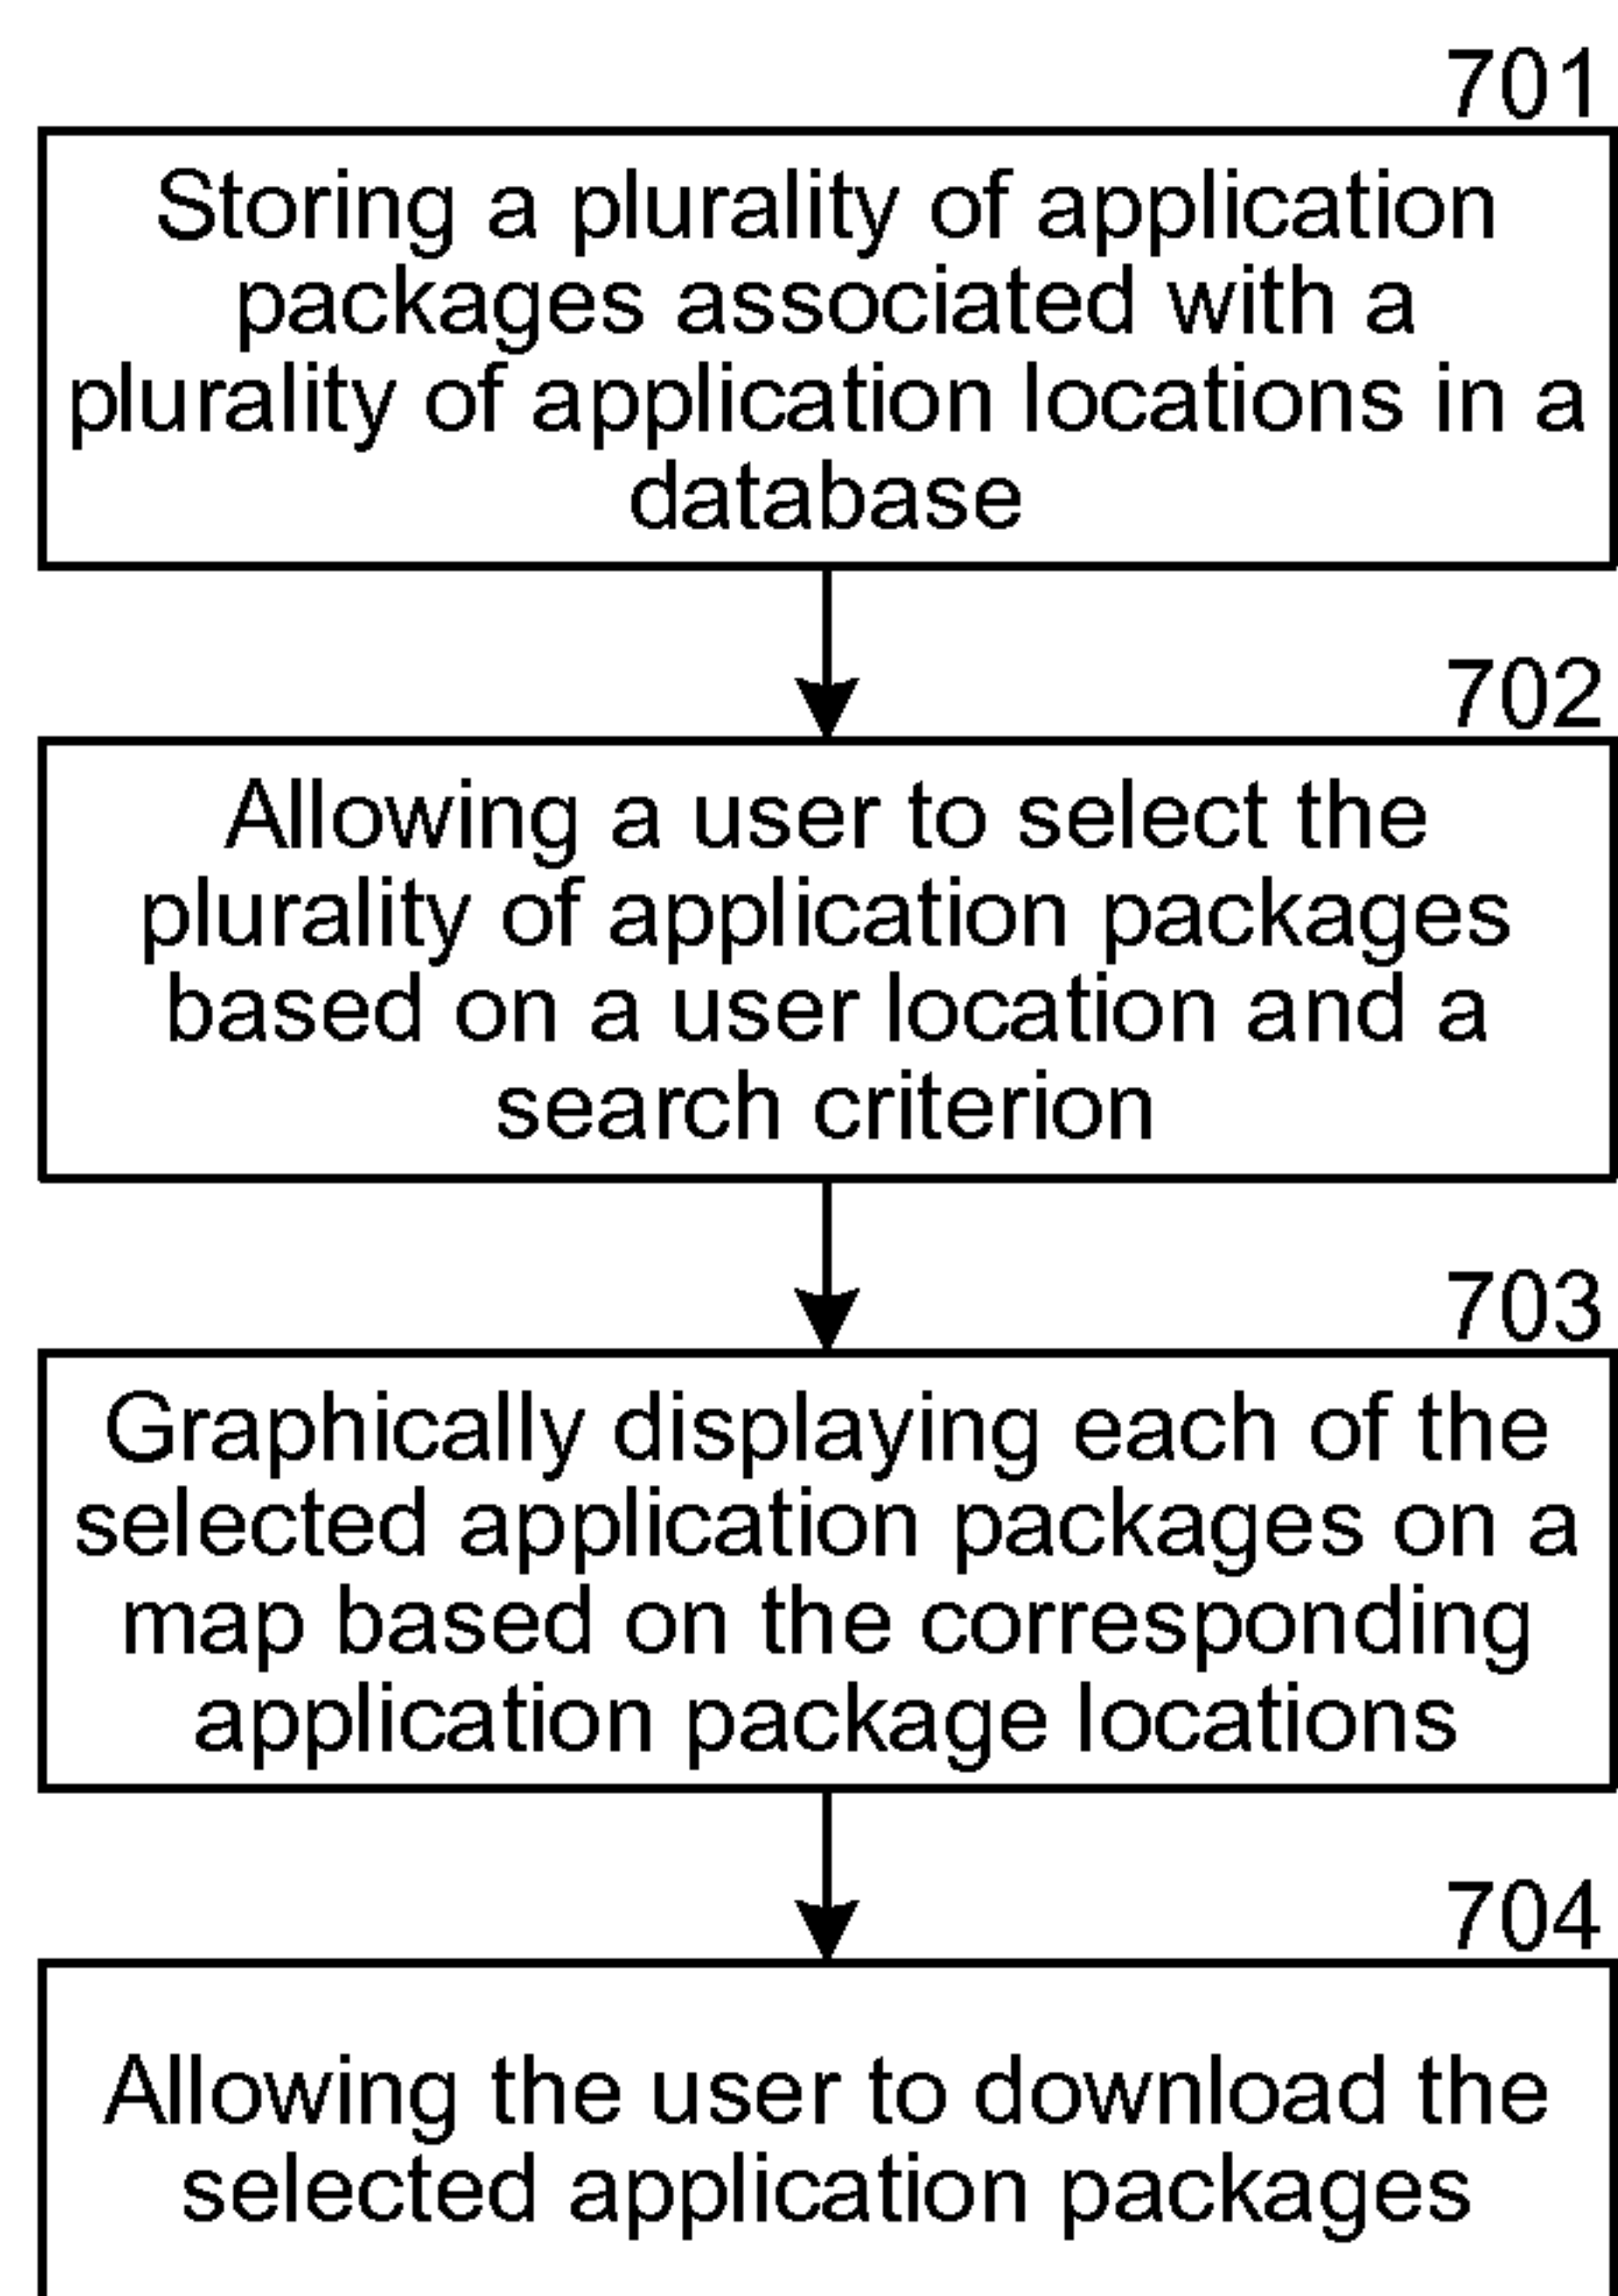 701
Storing a plurality of application
packages associated with a
plurality of application locations in a
database
702
Allowing a user to select the
plurality of application packages
based on a user location and a
search criterion
703
Graphically displaying each of the
selected application packages on a
map based on the corresponding
application package locations
704
Allowing the user to download the
selected application packages